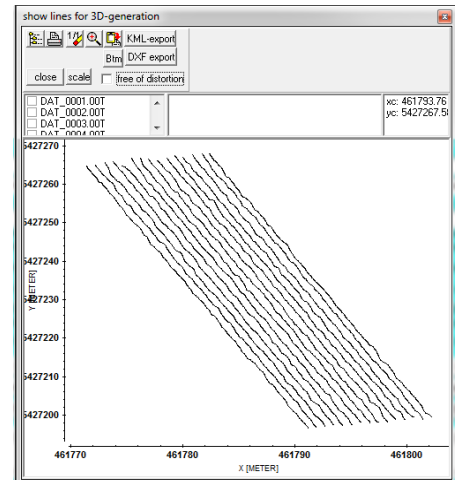 show lines for 3D-generation
KML-export
Btm DXF export
close scale free of distortion
DAT_0001.00T
DAT_0002.00T
DAT_0003.00T
DAT_0004.00T
xc: 461793.76
yc: 5427267.5
5427270
5427260
5427250
5427240
5427230
5427220
5427210
5427200
Y [METER]
461770 461780 461790 461800
X [METER]